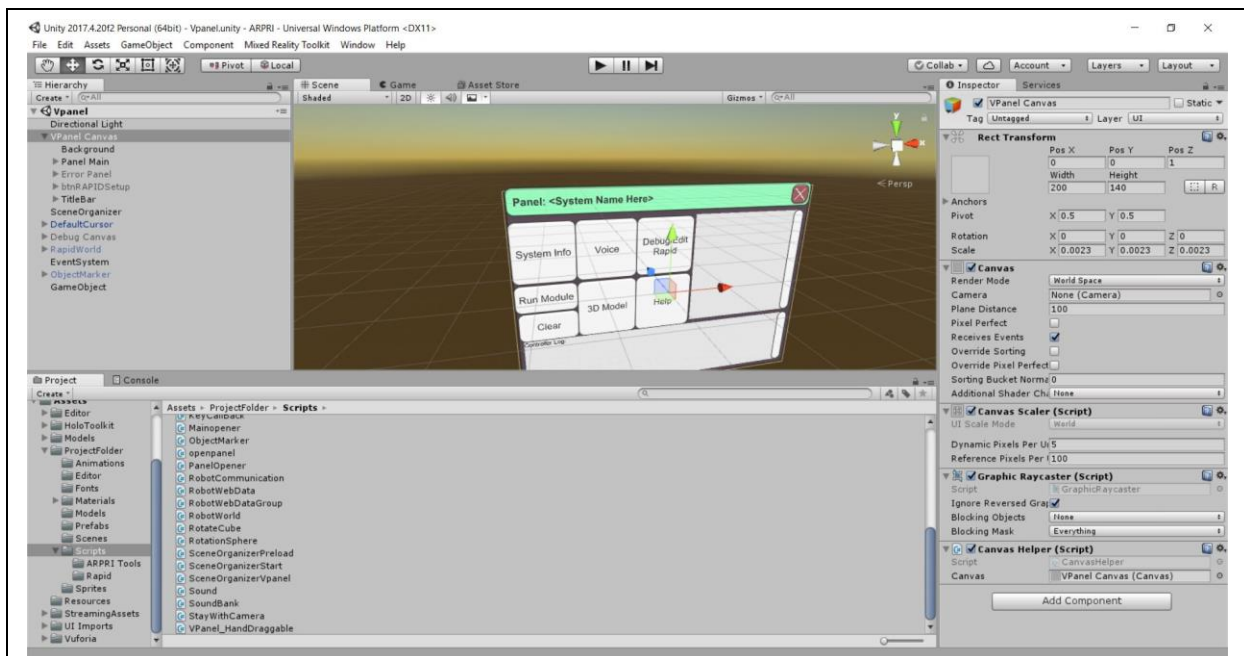 Unity 2017.4.20f2 Personal (64bit) - Vpanel.unity - ARPRI - Universal Windows Platform <DX11>
File Edit Assets GameObject Component Mixed Reality Toolkit Window Help
Pivot Local Collab Account Layers Layout
Hierarchy
Create All
Vpanel
Directional Light
VPanel Canvas
Background
Panel Main
Error Panel
btnRAPIDSetup
TitleBar
SceneOrganizer
DefaultCursor
Debug Canvas
RapidWorld
EventSystem
ObjectMarker
GameObject
Scene Game Asset Store
Shaded 2D Gizmos All
y
x
Persp
Panel: <System Name Here>
System Info Voice Debug/Edit Rapid
Run Module 3D Model Help
Clear
Controller Log
Inspector Services
VPanel Canvas Static
Tag Untagged Layer UI
Rect Transform
Pos X Pos Y Pos Z
0 0 1
Width Height
200 140 R
Anchors
Pivot X 0.5 Y 0.5
Rotation X 0 Y 0 Z 0
Scale X 0.0023 Y 0.0023 Z 0.0023
Canvas
Render Mode World Space
Camera None (Camera)
Plane Distance 100
Pixel Perfect
Receives Events
Override Sorting
Override Pixel Perfect
Sorting Bucket Norma 0
Additional Shader Cha None
Canvas Scaler (Script)
UI Scale Mode World
Dynamic Pixels Per U 5
Reference Pixels Per 100
Graphic Raycaster (Script)
Script GraphicRaycaster
Ignore Reversed Grap
Blocking Objects None
Blocking Mask Everything
Canvas Helper (Script)
Script CanvasHelper
Canvas VPanel Canvas (Canvas)
Add Component
Project Console
Create
Assets
Editor
HoloToolkit
Models
ProjectFolder
Animations
Editor
Fonts
Materials
Models
Prefabs
Scenes
Scripts
ARPRI Tools
Rapid
Sprites
Resources
StreamingAssets
UI Imports
Vuforia
Assets ▸ ProjectFolder ▸ Scripts ▸
KeyCallback
Mainopener
ObjectMarker
openpanel
PanelOpener
RobotCommunication
RobotWebData
RobotWebDataGroup
RobotWorld
RotateCube
RotationSphere
SceneOrganizerPreload
SceneOrganizerStart
SceneOrganizerVpanel
Sound
SoundBank
StayWithCamera
VPanel_HandDraggable